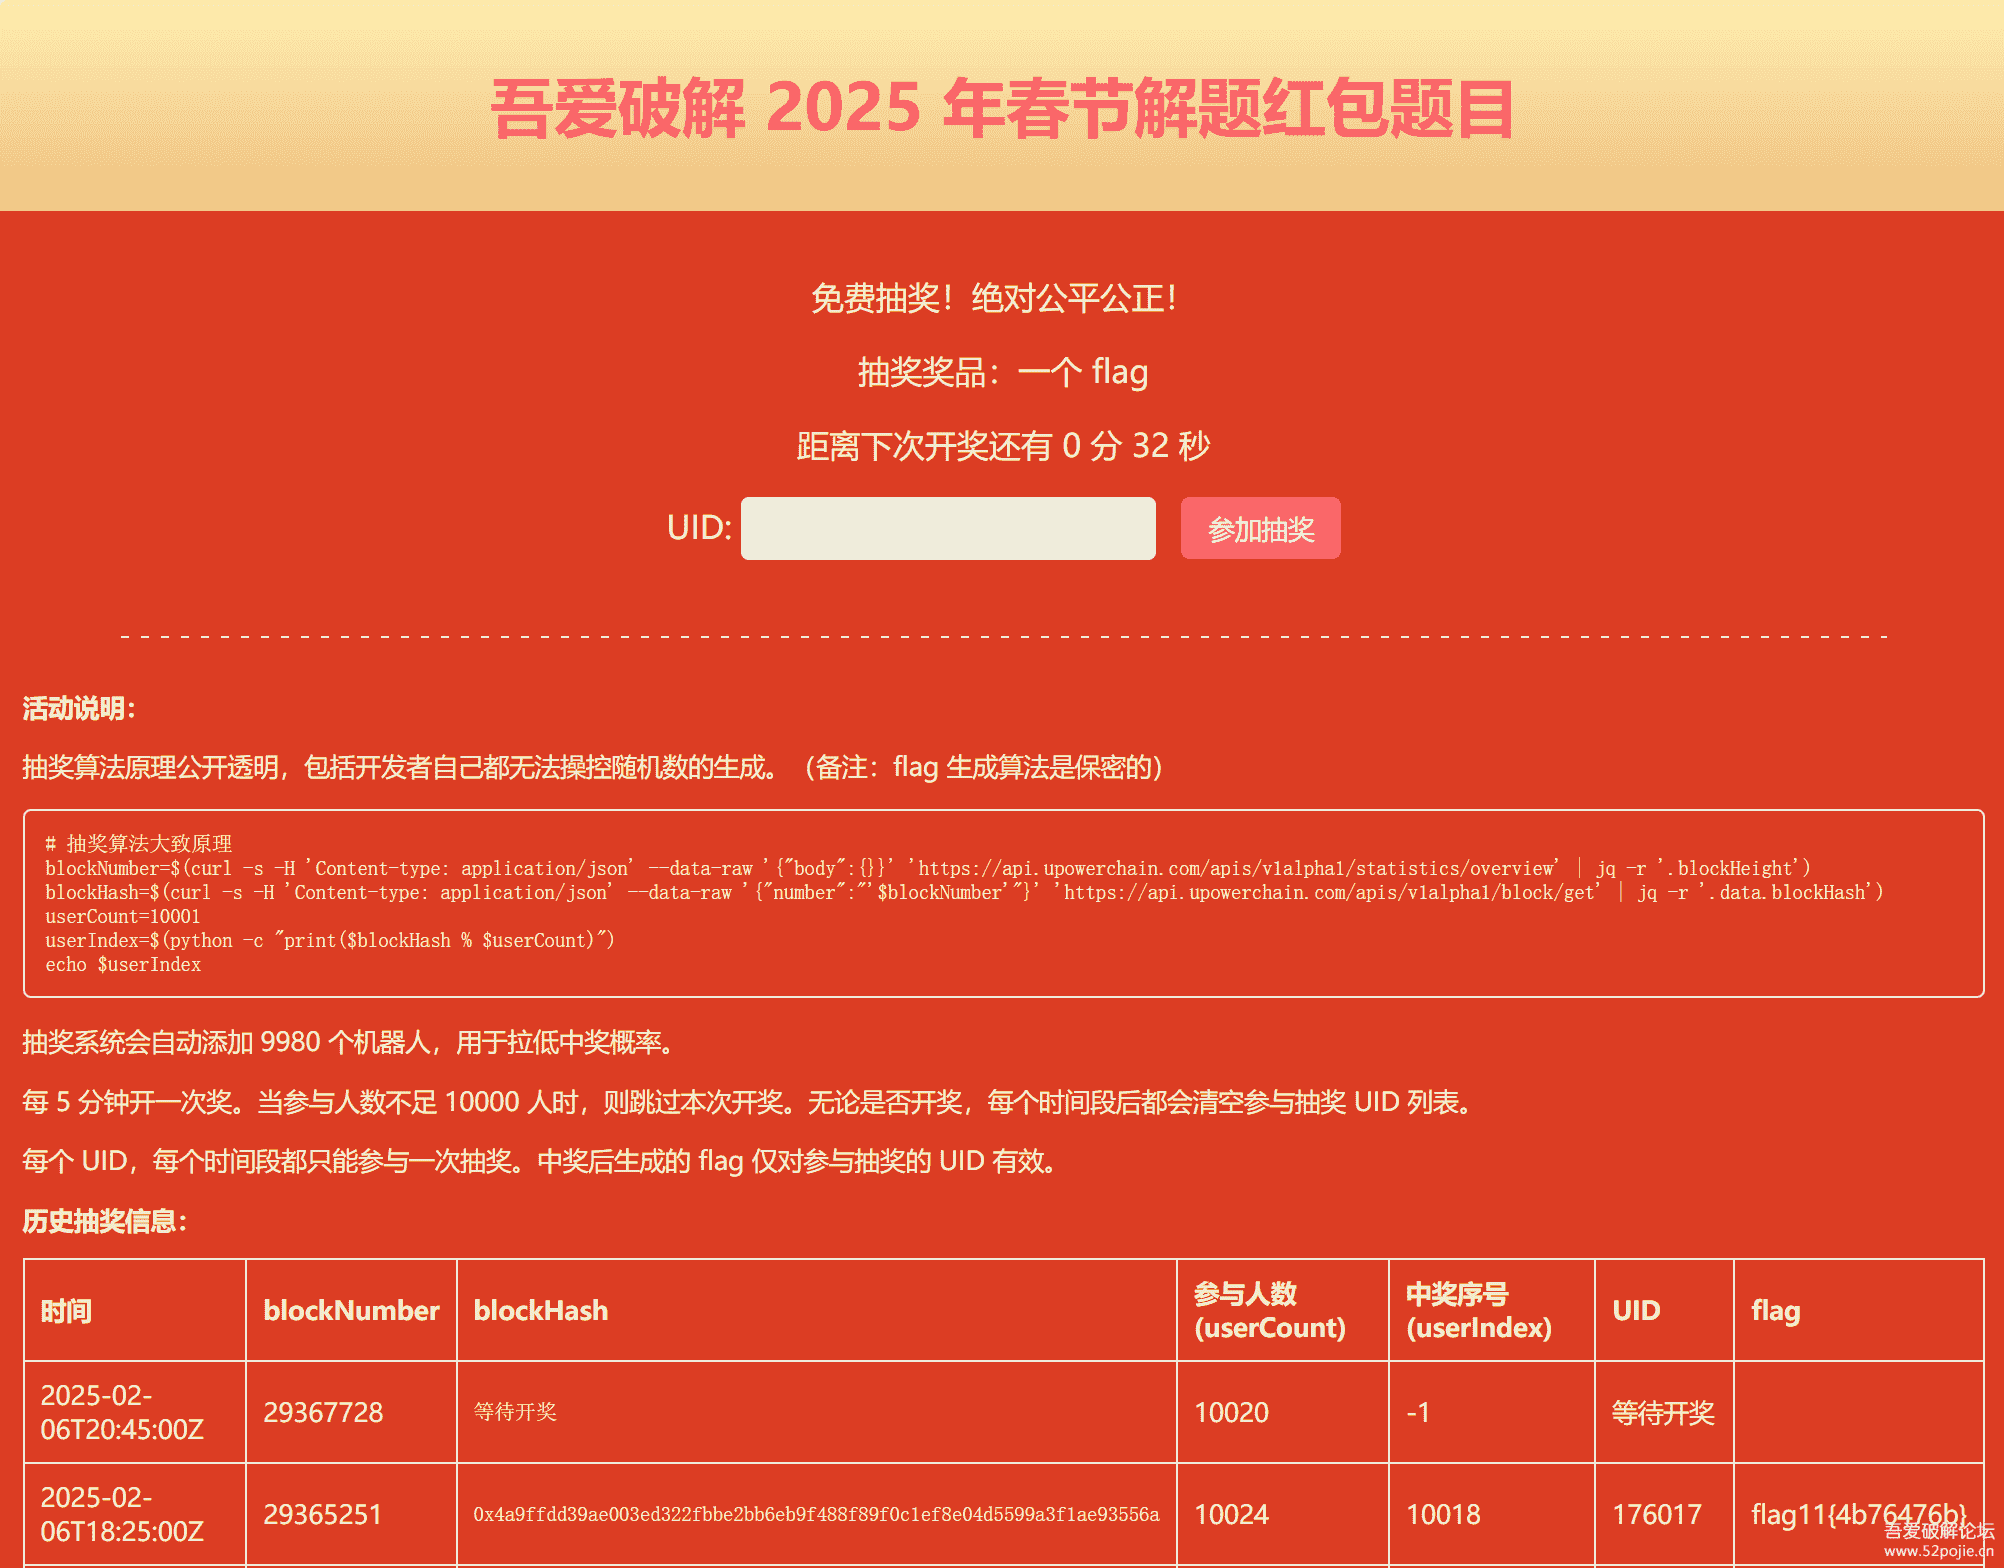 吾爱破解 2025 年春节解题红包题目
免费抽奖！绝对公平公正！
抽奖奖品：一个 flag
距离下次开奖还有 0 分 32 秒
UID:
参加抽奖
活动说明：
抽奖算法原理公开透明，包括开发者自己都无法操控随机数的生成。（备注：flag 生成算法是保密的）
# 抽奖算法大致原理
blockNumber=$(curl -s -H 'Content-type: application/json' --data-raw '{"body":{}}' 'https://api.upowerchain.com/apis/v1alpha1/statistics/overview' | jq -r '.blockHeight')
blockHash=$(curl -s -H 'Content-type: application/json' --data-raw '{"number":"'$blockNumber'"}' 'https://api.upowerchain.com/apis/v1alpha1/block/get' | jq -r '.data.blockHash')
userCount=10001
userIndex=$(python -c "print($blockHash % $userCount)")
echo $userIndex
抽奖系统会自动添加 9980 个机器人，用于拉低中奖概率。
每 5 分钟开一次奖。当参与人数不足 10000 人时，则跳过本次开奖。无论是否开奖，每个时间段后都会清空参与抽奖 UID 列表。
每个 UID，每个时间段都只能参与一次抽奖。中奖后生成的 flag 仅对参与抽奖的 UID 有效。
历史抽奖信息：
时间 blockNumber blockHash 参与人数 (userCount) 中奖序号 (userIndex) UID flag
2025-02-06T20:45:00Z 29367728 等待开奖 10020 -1 等待开奖
2025-02-06T18:25:00Z 29365251 0x4a9ffdd39ae003ed322fbbe2bb6eb9f488f89f0c1ef8e04d5599a3f1ae93556a 10024 10018 176017 flag11{4b76476b}
吾爱破解论坛
www.52pojie.cn